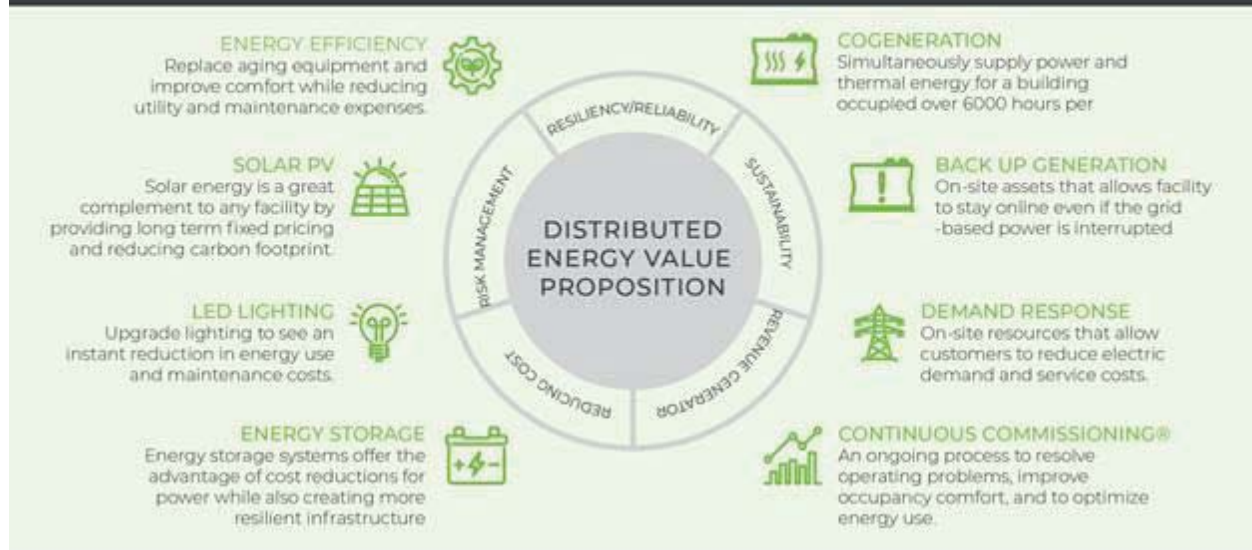 ENERGY EFFICIENCY
Replace aging equipment and
improve comfort while reducing
utility and maintenance expenses.
SOLAR PV
Solar energy is a great
complement to any facility by
providing long term fixed pricing
and reducing carbon footprint.
LED LIGHTING
Upgrade lighting to see an
instant reduction in energy use
and maintenance costs.
ENERGY STORAGE
Energy storage systems offer the
advantage of cost reductions for
power while also creating more
resilient infrastructure
RESILIENCY/RELIABILITY
SUSTAINABILITY
REVENUE GENERATOR
REDUCING COST
RISK MANAGEMENT
DISTRIBUTED
ENERGY VALUE
PROPOSITION
COGENERATION
Simultaneously supply power and
thermal energy for a building
occupied over 6000 hours per
BACK UP GENERATION
On-site assets that allows facility
to stay online even if the grid
-based power is interrupted
DEMAND RESPONSE
On-site resources that allow
customers to reduce electric
demand and service costs.
CONTINUOUS COMMISSIONING®
An ongoing process to resolve
operating problems, improve
occupancy comfort, and to optimize
energy use.